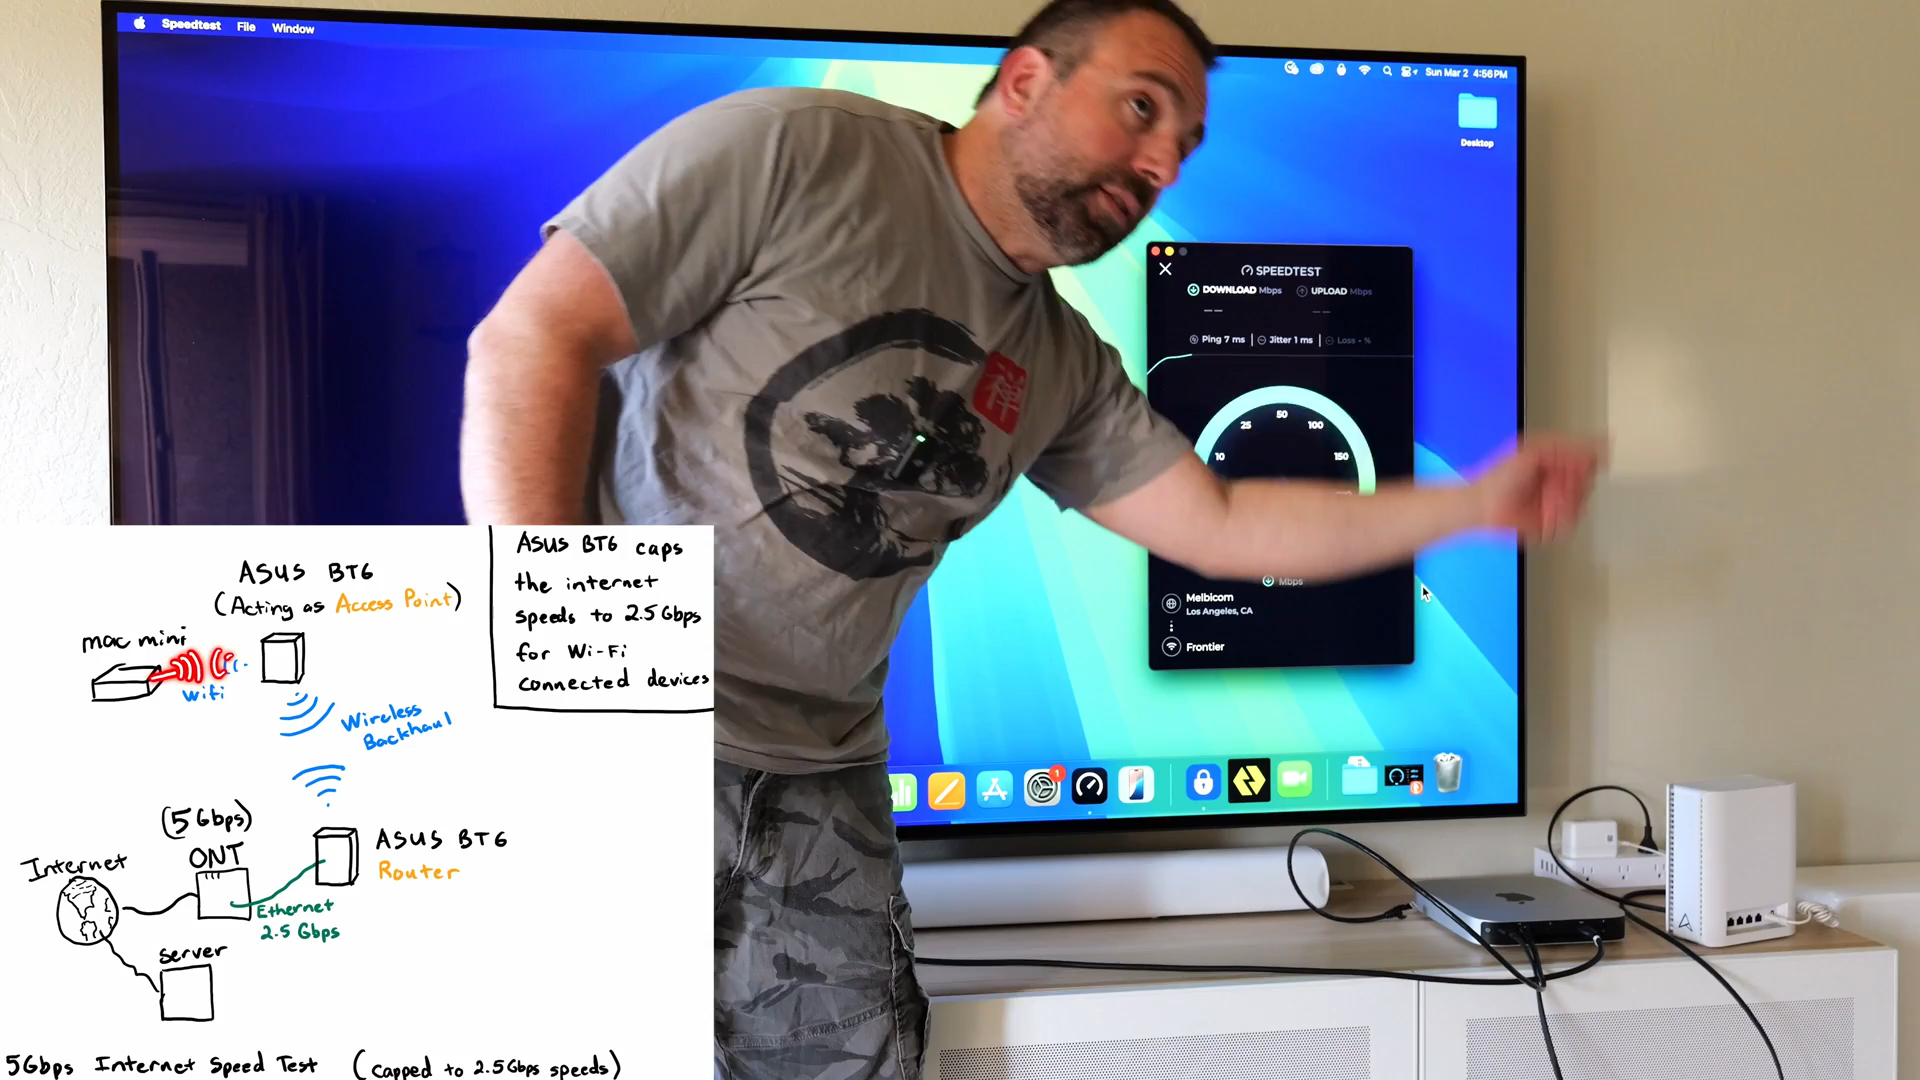 Speedtest File Window
Sun Mar 2 4:56 PM
Desktop
SPEEDTEST
DOWNLOAD Mbps UPLOAD Mbps
Ping 7 ms Jitter 1 ms Loss - %
50
25 100
10 150
Mbps
Melbicom
Los Angeles, CA
Frontier
禅
1
ASUS BT6
(Acting as Access Point)
mac mini
wifi
Wireless
Backhaul
ASUS BT6 caps
the internet
speeds to 2.5Gbps
for Wi-Fi
connected devices
(5Gbps)
ONT
ASUS BT6
Router
Internet
Ethernet
2.5 Gbps
server
5Gbps Internet Speed Test (capped to 2.5Gbps speeds)